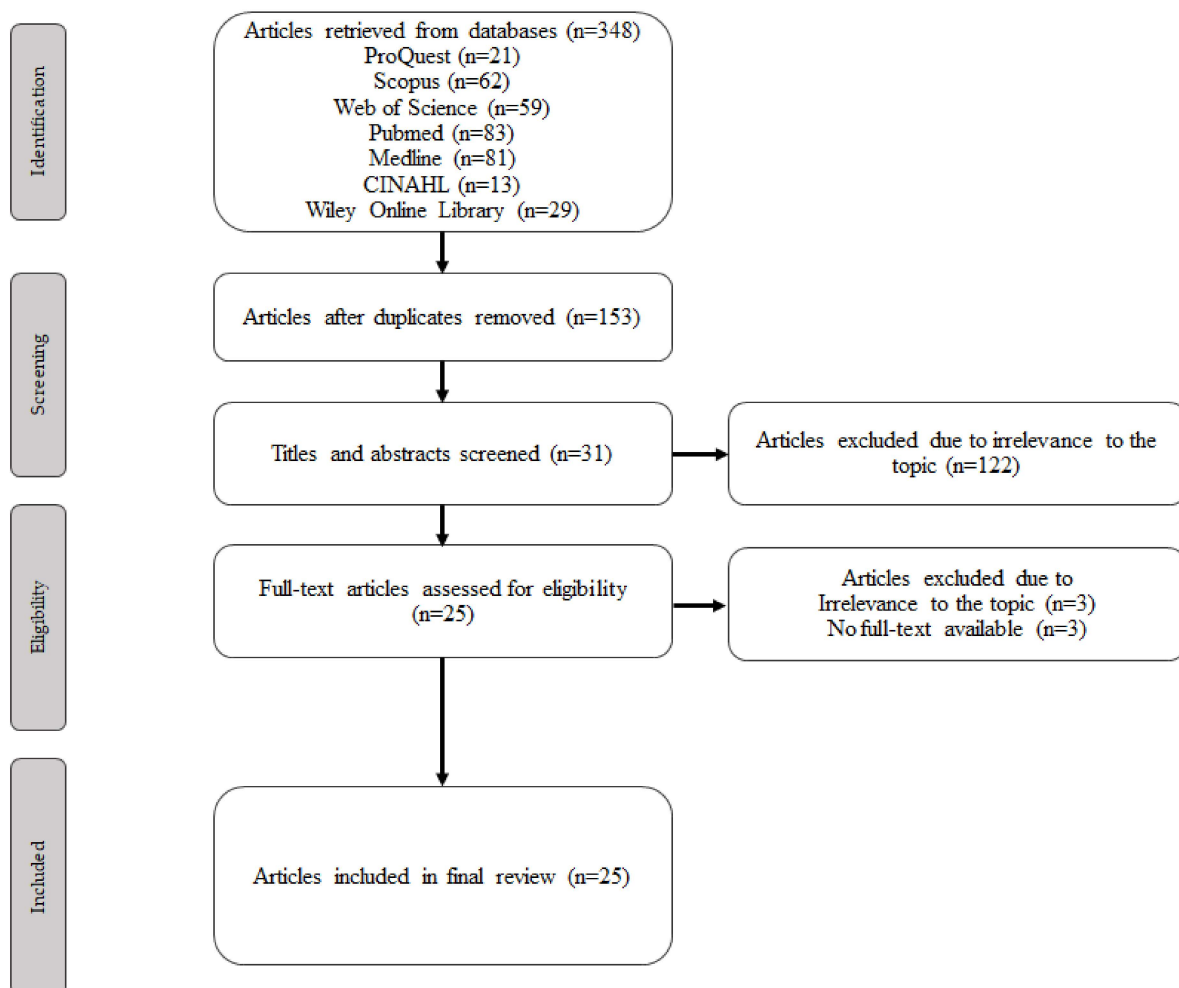 Identification
Articles retrieved from databases (n=348)
ProQuest (n=21)
Scopus (n=62)
Web of Science (n=59)
Pubmed (n=83)
Medline (n=81)
CINAHL (n=13)
Wiley Online Library (n=29)
Screening
Articles after duplicates removed (n=153)
Titles and abstracts screened (n=31)
Articles excluded due to irrelevance to the
topic (n=122)
Eligibility
Full-text articles assessed for eligibility
(n=25)
Articles excluded due to
Irrelevance to the topic (n=3)
No full-text available (n=3)
Included
Articles included in final review (n=25)